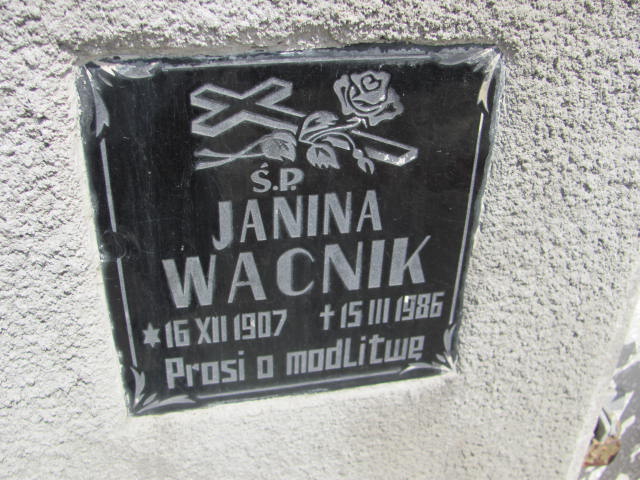 Ś.P.
JANINA
WACNIK
16 XII 1907 ✝ 15 III 1986
Prosi o modLitwę